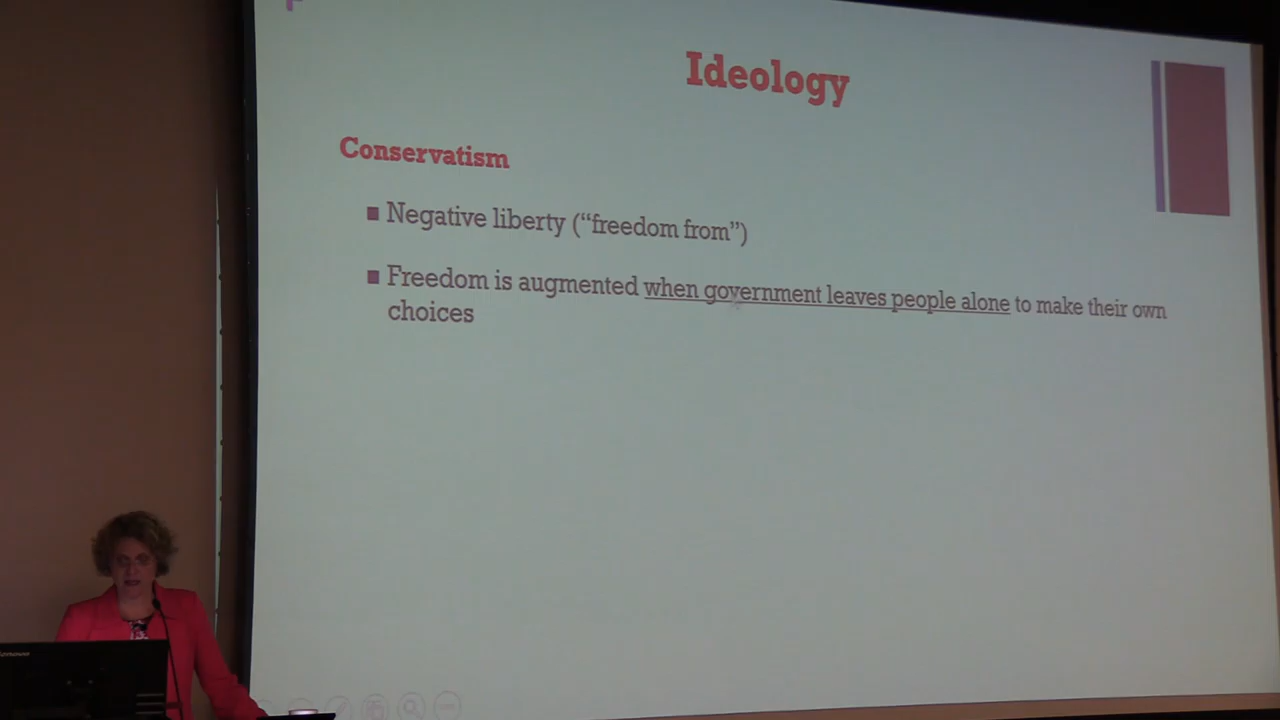 Ideology
Conservatism
■ Negative liberty (“freedom from”)
■ Freedom is augmented when government leaves people alone to make their own
choices
lenovo